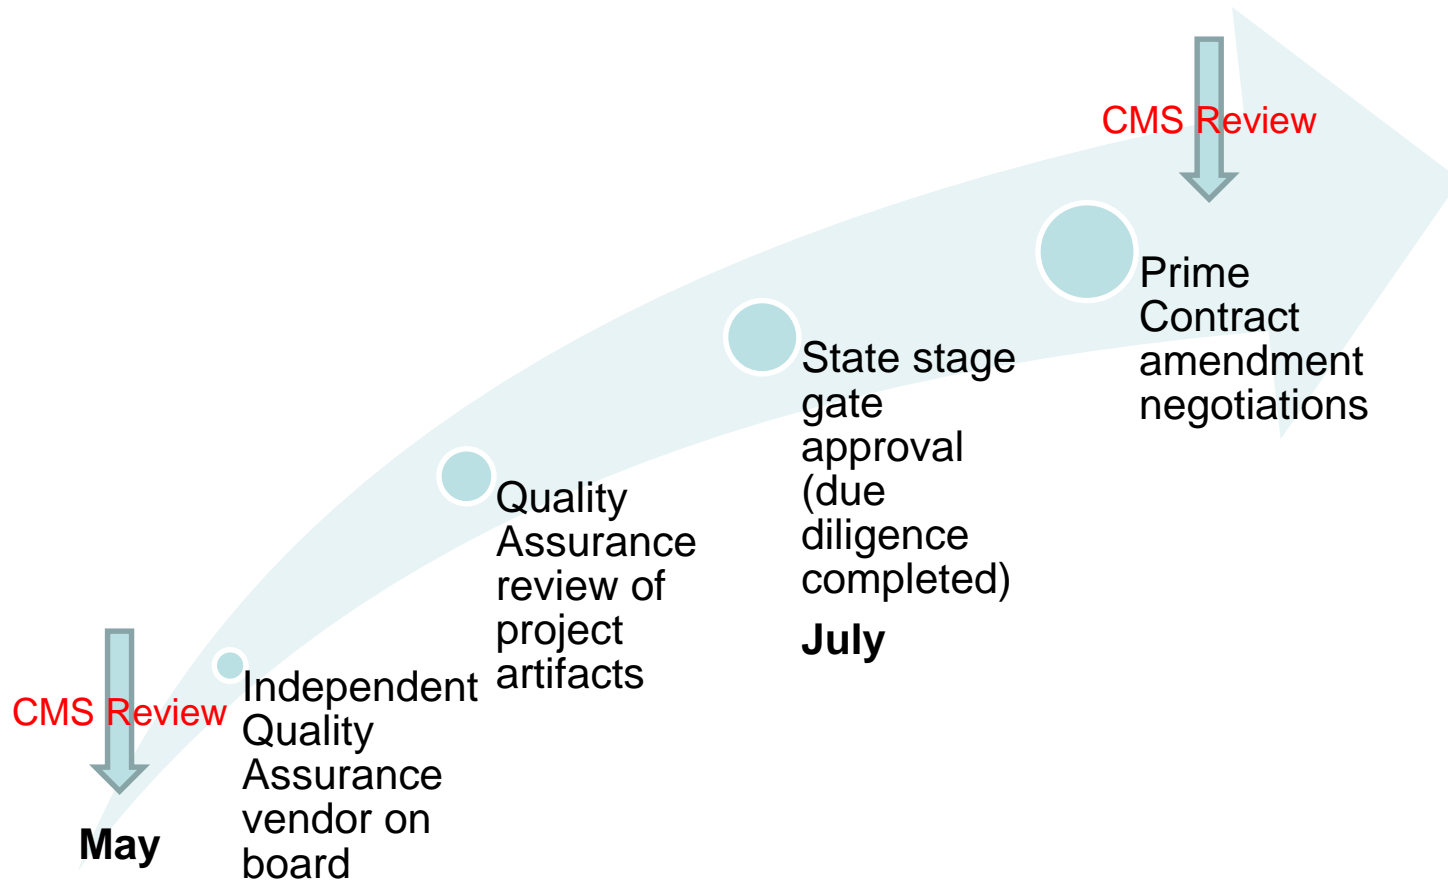 CMS Review
May
Independent
Quality
Assurance
vendor on
board
Quality
Assurance
review of
project
artifacts
State stage
gate
approval
(due
diligence
completed)
July
CMS Review
Prime
Contract
amendment
negotiations